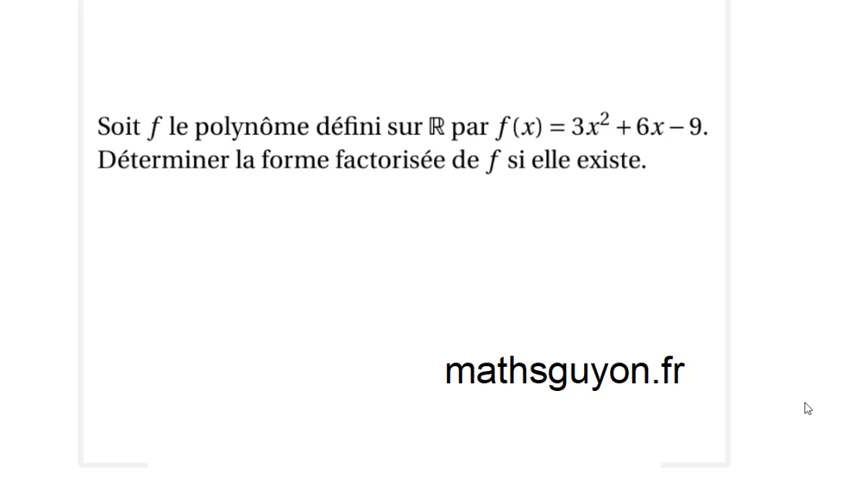 Soit f le polynôme défini sur ℝ par f(x) = 3x² + 6x − 9.
Déterminer la forme factorisée de f si elle existe.
mathsguyon.fr